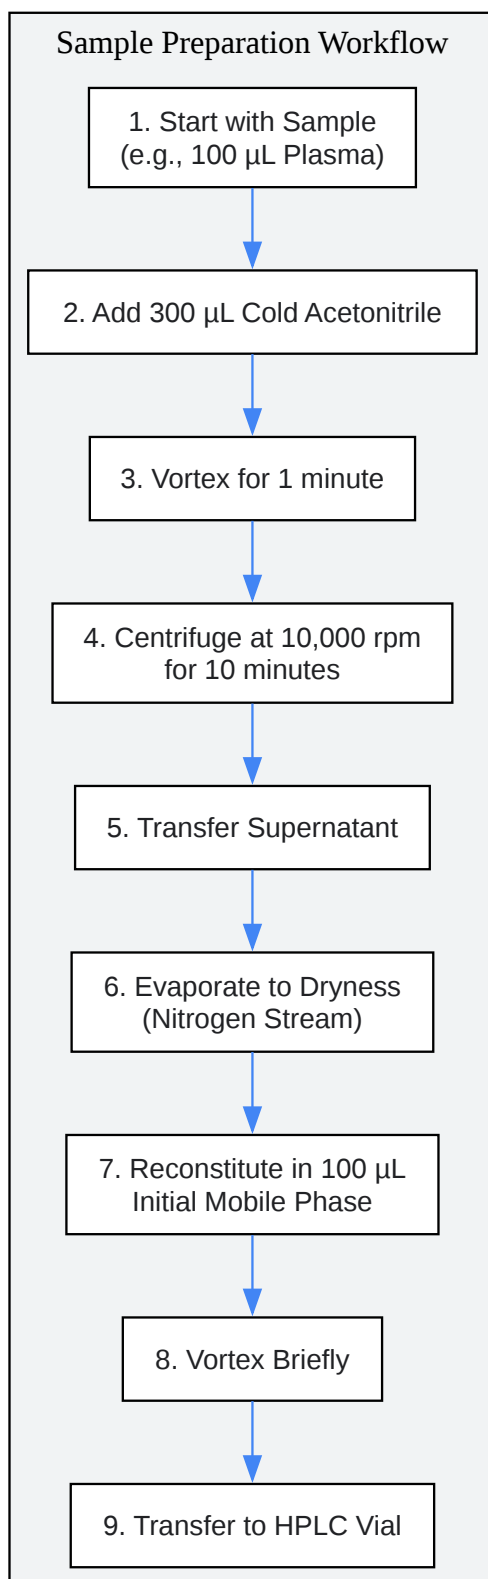 Sample Preparation Workflow
1. Start with Sample
(e.g., 100 µL Plasma)
2. Add 300 µL Cold Acetonitrile
3. Vortex for 1 minute
4. Centrifuge at 10,000 rpm
for 10 minutes
5. Transfer Supernatant
6. Evaporate to Dryness
(Nitrogen Stream)
7. Reconstitute in 100 µL
Initial Mobile Phase
8. Vortex Briefly
9. Transfer to HPLC Vial